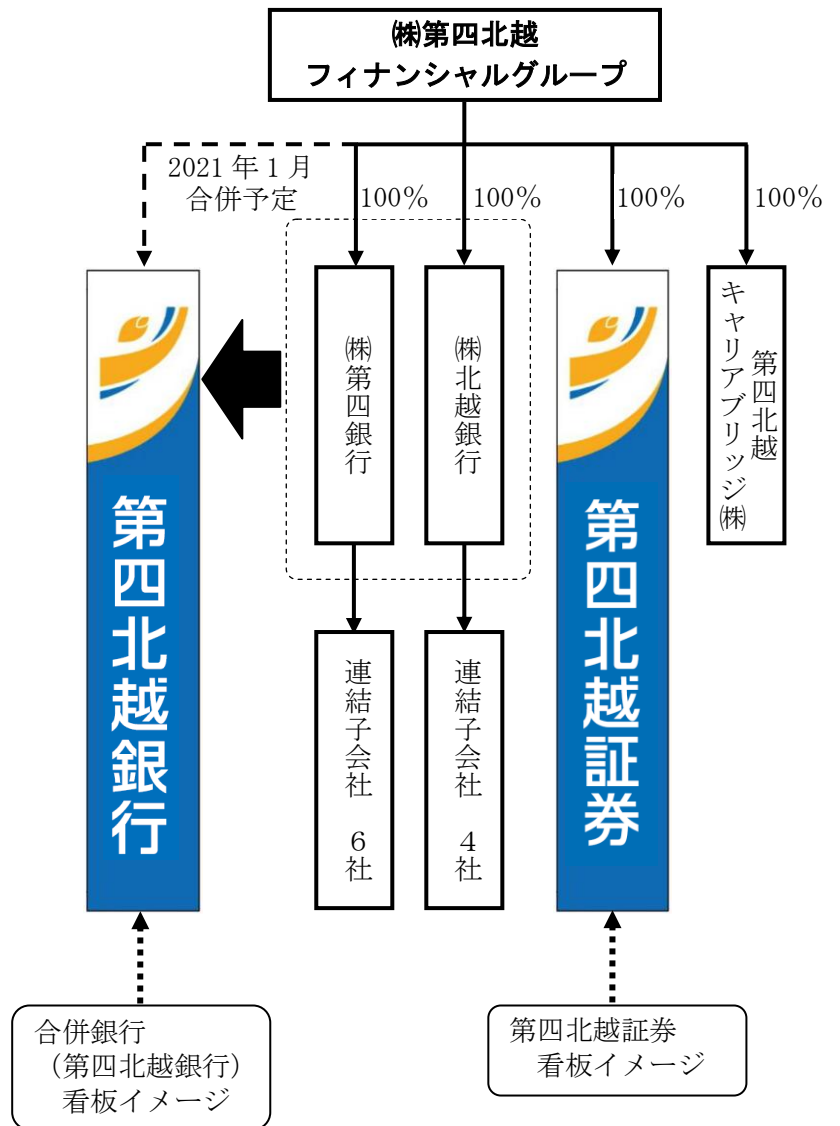 ㈱第四北越
フィナンシャルグループ
2021年1月
合併予定
100%
100%
100%
100%
㈱第四銀行
㈱北越銀行
第四北越
キャリアブリッジ㈱
第四北越銀行
第四北越証券
連結子会社 6社
連結子会社 4社
合併銀行
（第四北越銀行）
看板イメージ
第四北越証券
看板イメージ